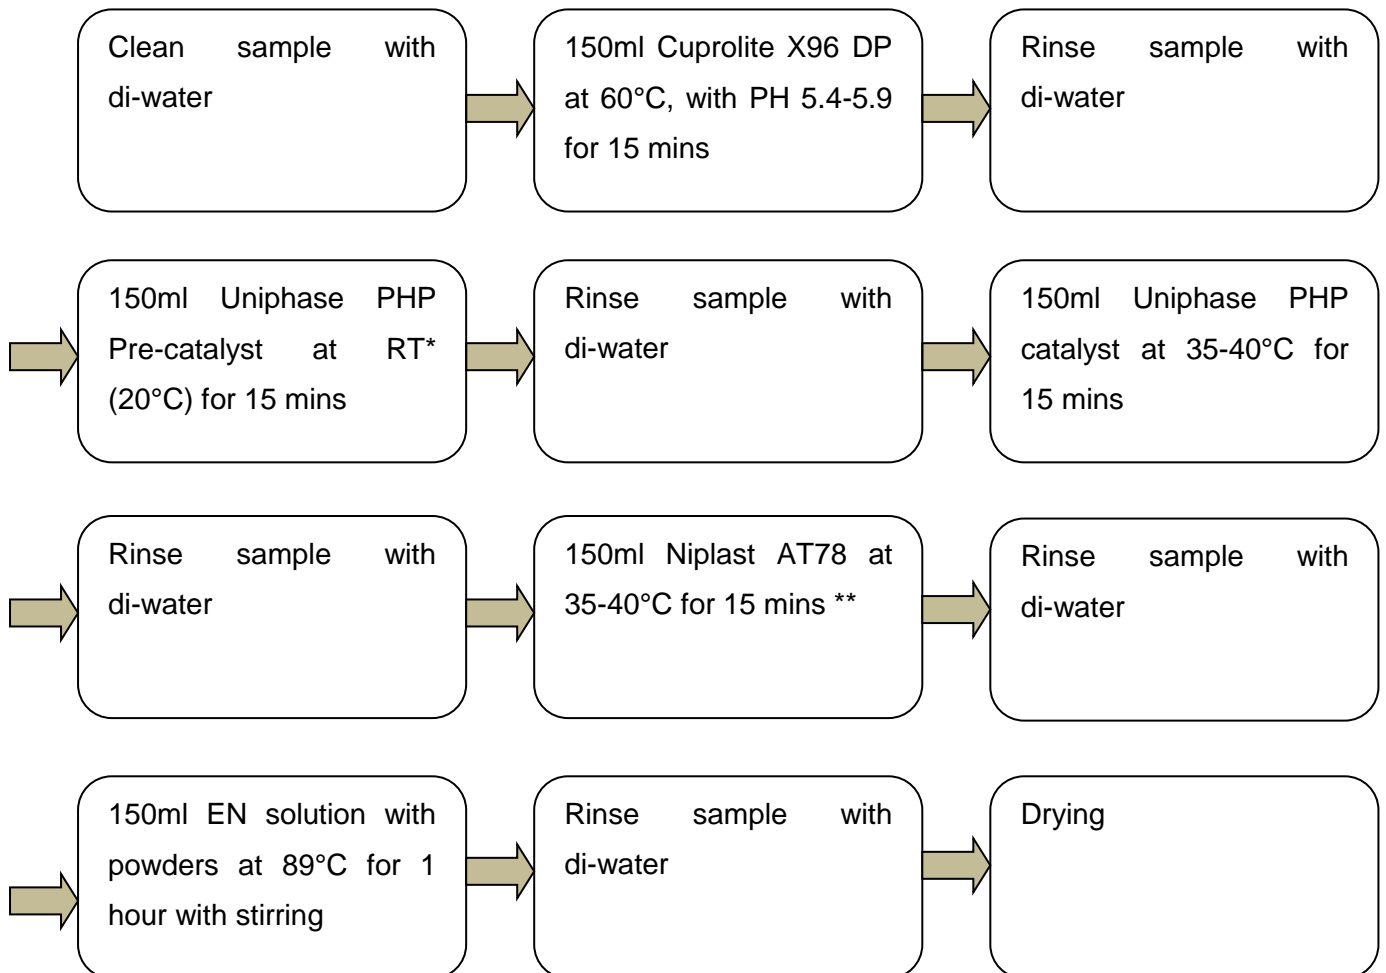 Clean sample with
di-water
150ml Cuprolite X96 DP
at 60°C, with PH 5.4-5.9
for 15 mins
Rinse sample with
di-water
150ml Uniphase PHP
Pre-catalyst at RT*
(20°C) for 15 mins
Rinse sample with
di-water
150ml Uniphase PHP
catalyst at 35-40°C for
15 mins
Rinse sample with
di-water
150ml Niplast AT78 at
35-40°C for 15 mins **
Rinse sample with
di-water
150ml EN solution with
powders at 89°C for 1
hour with stirring
Rinse sample with
di-water
Drying